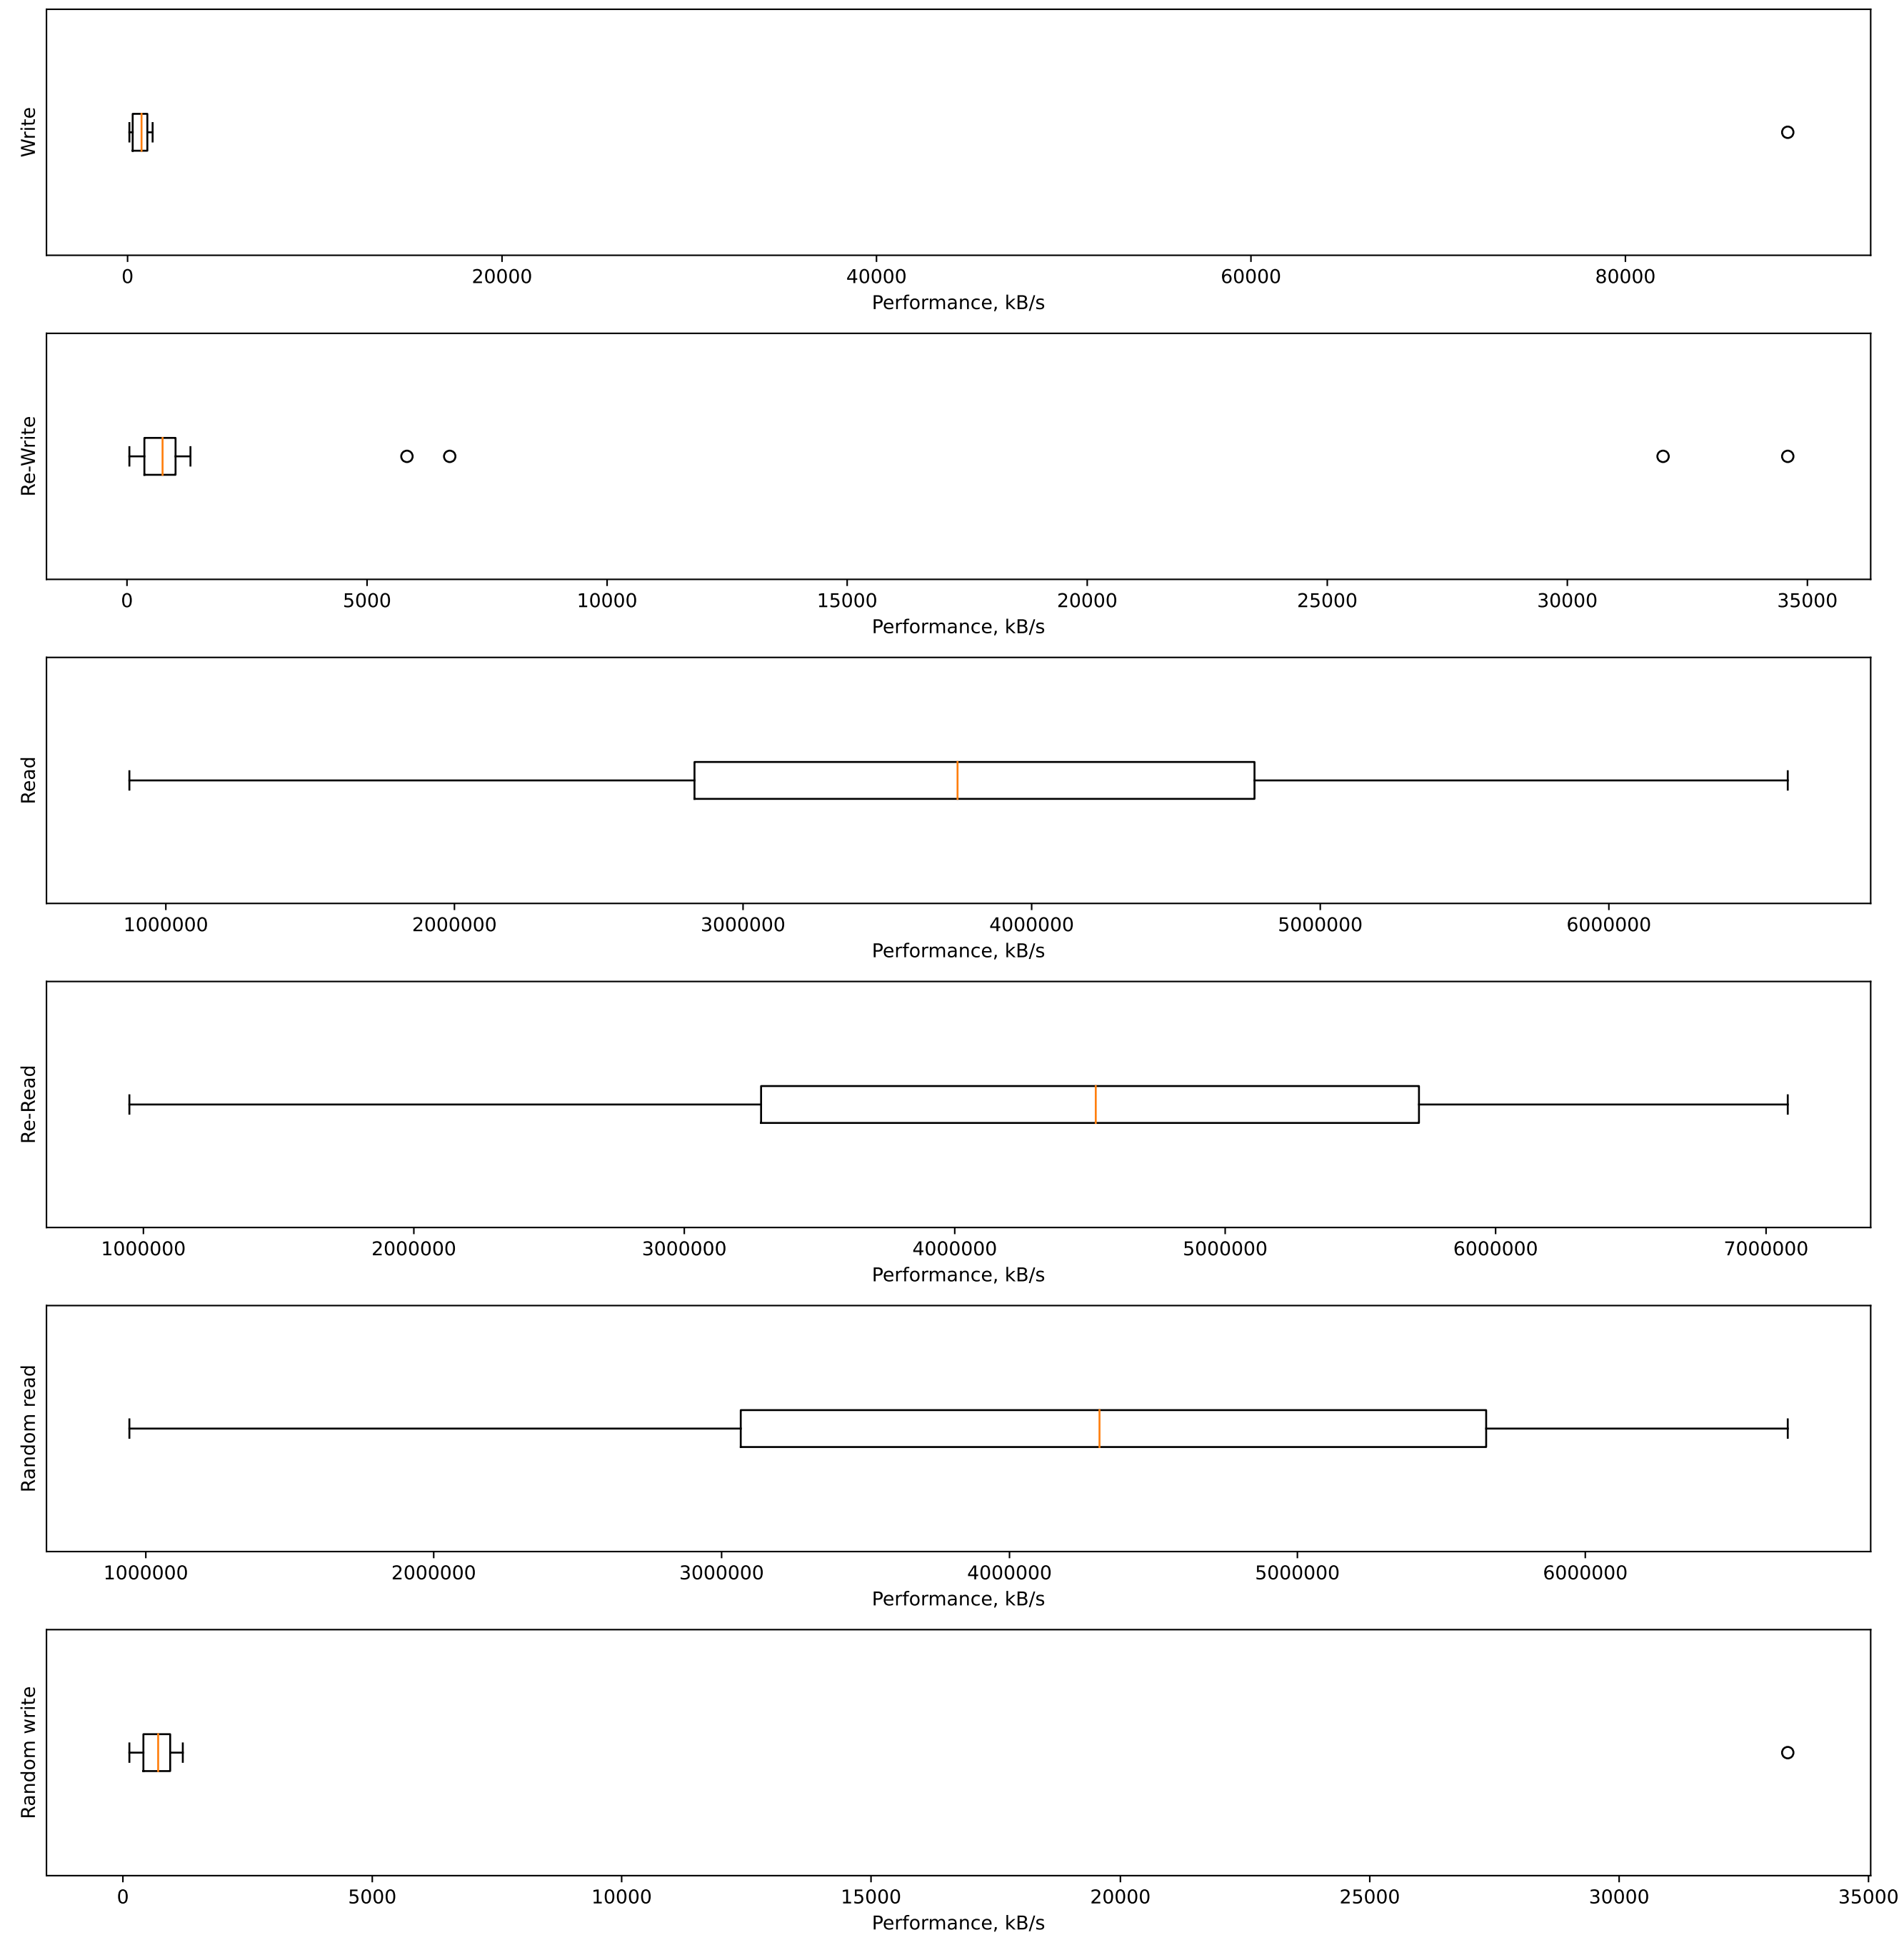 Write
0 20000 40000 60000 80000
Performance, kB/s
Re-Write
0 5000 10000 15000 20000 25000 30000 35000
Performance, kB/s
Read
1000000 2000000 3000000 4000000 5000000 6000000
Performance, kB/s
Re-Read
1000000 2000000 3000000 4000000 5000000 6000000 7000000
Performance, kB/s
Random read
1000000 2000000 3000000 4000000 5000000 6000000
Performance, kB/s
Random write
0 5000 10000 15000 20000 25000 30000 35000
Performance, kB/s